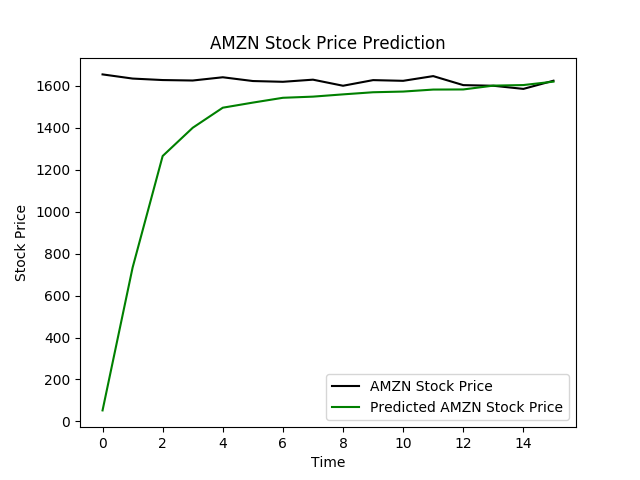 AMZN Stock Price Prediction
Stock Price
1600
1400
1200
1000
800
600
400
200
0
0 2 4 6 8 10 12 14
Time
AMZN Stock Price
Predicted AMZN Stock Price